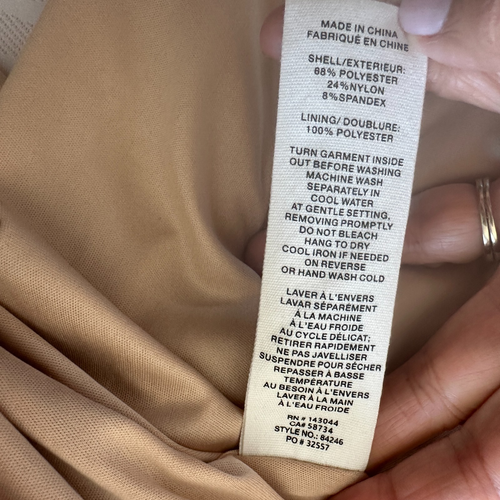 MADE IN CHINA
FABRIQUÉ EN CHINE
SHELL/EXTERIEUR:
68% POLYESTER
24%NYLON
8%SPANDEX
LINING/ DOUBLURE:
100% POLYESTER
TURN GARMENT INSIDE
OUT BEFORE WASHING
MACHINE WASH
SEPARATELY IN
COOL WATER
AT GENTLE SETTING,
REMOVING PROMPTLY
DO NOT BLEACH
HANG TO DRY
COOL IRON IF NEEDED
ON REVERSE
OR HAND WASH COLD
LAVER À L'ENVERS
LAVAR SÉPARÉMENT
À LA MACHINE
À L'EAU FROIDE
AU CYCLE DÉLICAT;
RETIRER RAPIDEMENT
NE PAS JAVELLISER
SUSPENDRE POUR SÉCHER
REPASSER À BASSE
TEMPÉRATURE
AU BESOIN À L'ENVERS
LAVER À LA MAIN
À L'EAU FROIDE
RN # 143044
CA# 58734
STYLE NO.: 84246
PO # 32557